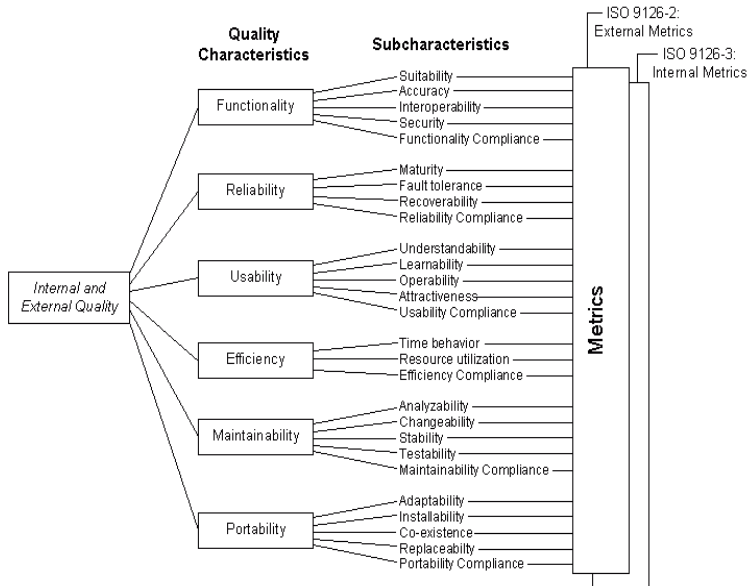 Quality
Characteristics
Subcharacteristics
ISO 9126-2:
External Metrics
ISO 9126-3:
Internal Metrics
Internal and
External Quality
Functionality
Suitability
Accuracy
Interoperability
Security
Functionality Compliance
Reliability
Maturity
Fault tolerance
Recoverability
Reliability Compliance
Usability
Understandability
Learnability
Operability
Attractiveness
Usability Compliance
Efficiency
Time behavior
Resource utilization
Efficiency Compliance
Maintainability
Analyzability
Changeability
Stability
Testability
Maintainability Compliance
Portability
Adaptability
Installability
Co-existence
Replaceabilty
Portability Compliance
Metrics